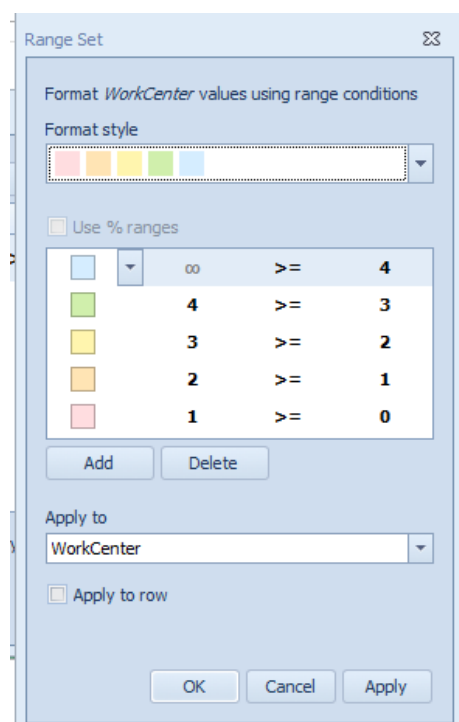 Range Set
Format WorkCenter values using range conditions
Format style
Use % ranges
∞ >= 4
4 >= 3
3 >= 2
2 >= 1
1 >= 0
Add Delete
Apply to
WorkCenter
Apply to row
OK Cancel Apply